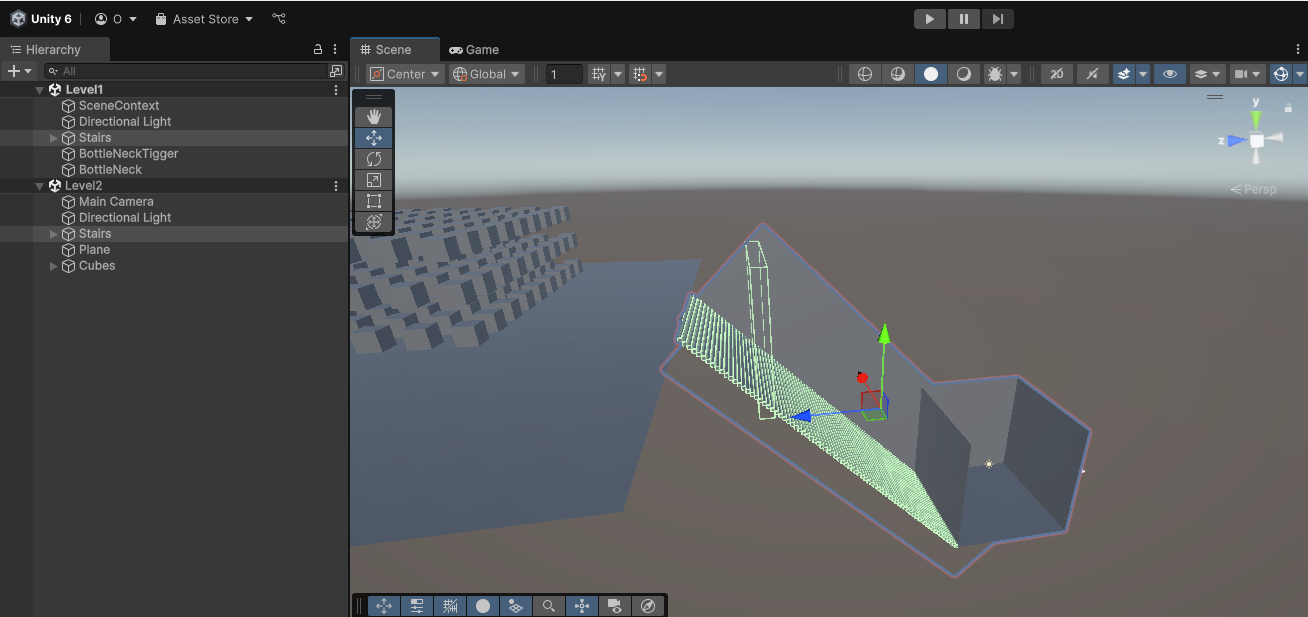 Unity 6 O Asset Store
Hierarchy Scene Game
All Center Global 1 2D
Level1
SceneContext
Directional Light
Stairs
BottleNeckTigger
BottleNeck
Level2
Main Camera
Directional Light
Stairs
Plane
Cubes
y
z
Persp